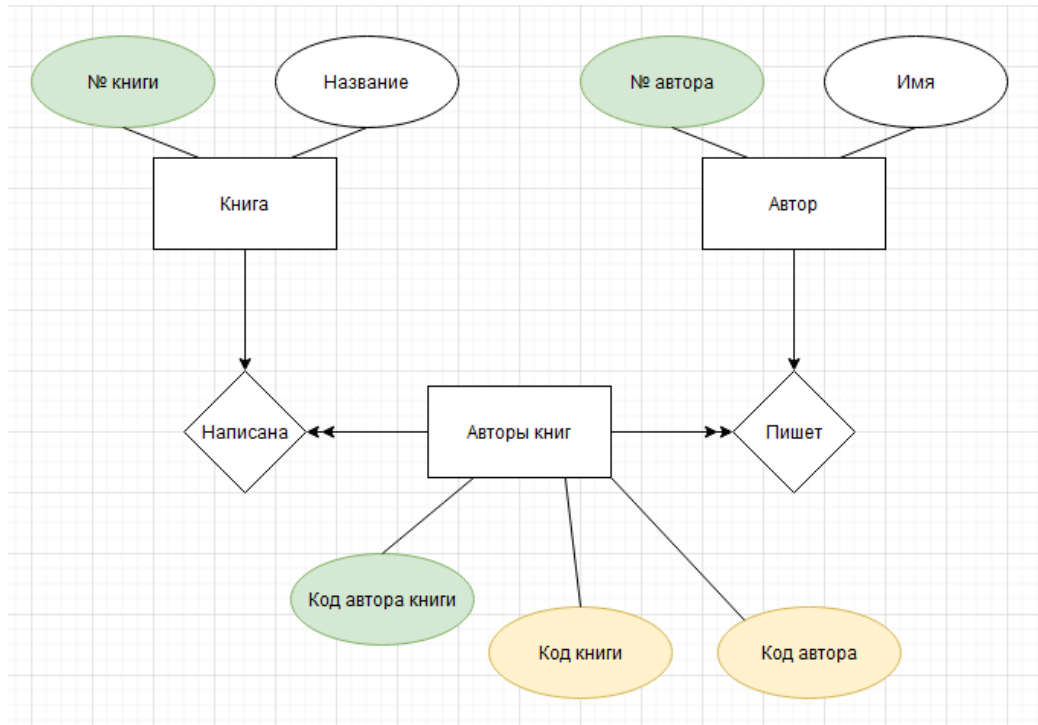 № книги
Название
№ автора
Имя
Книга
Автор
Написана
Авторы книг
Пишет
Код автора книги
Код книги
Код автора